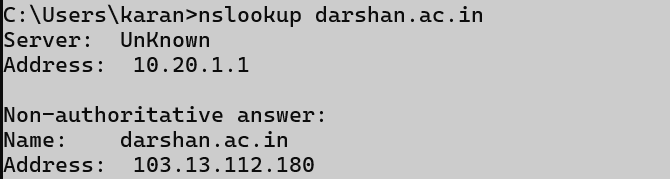 C:\Users\karan>nslookup darshan.ac.in
Server:  UnKnown
Address:  10.20.1.1

Non-authoritative answer:
Name:    darshan.ac.in
Address:  103.13.112.180